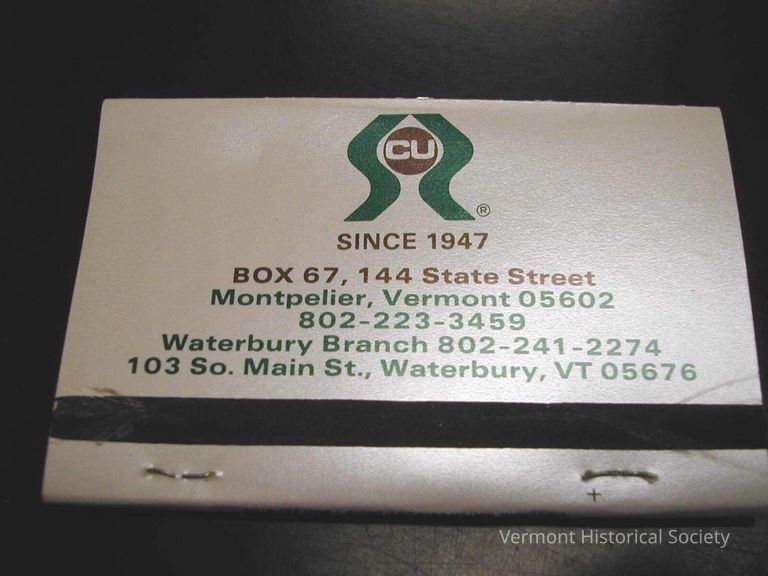 CU
®
SINCE 1947
BOX 67, 144 State Street
Montpelier, Vermont 05602
802-223-3459
Waterbury Branch 802-241-2274
103 So. Main St., Waterbury, VT 05676
Vermont Historical Society